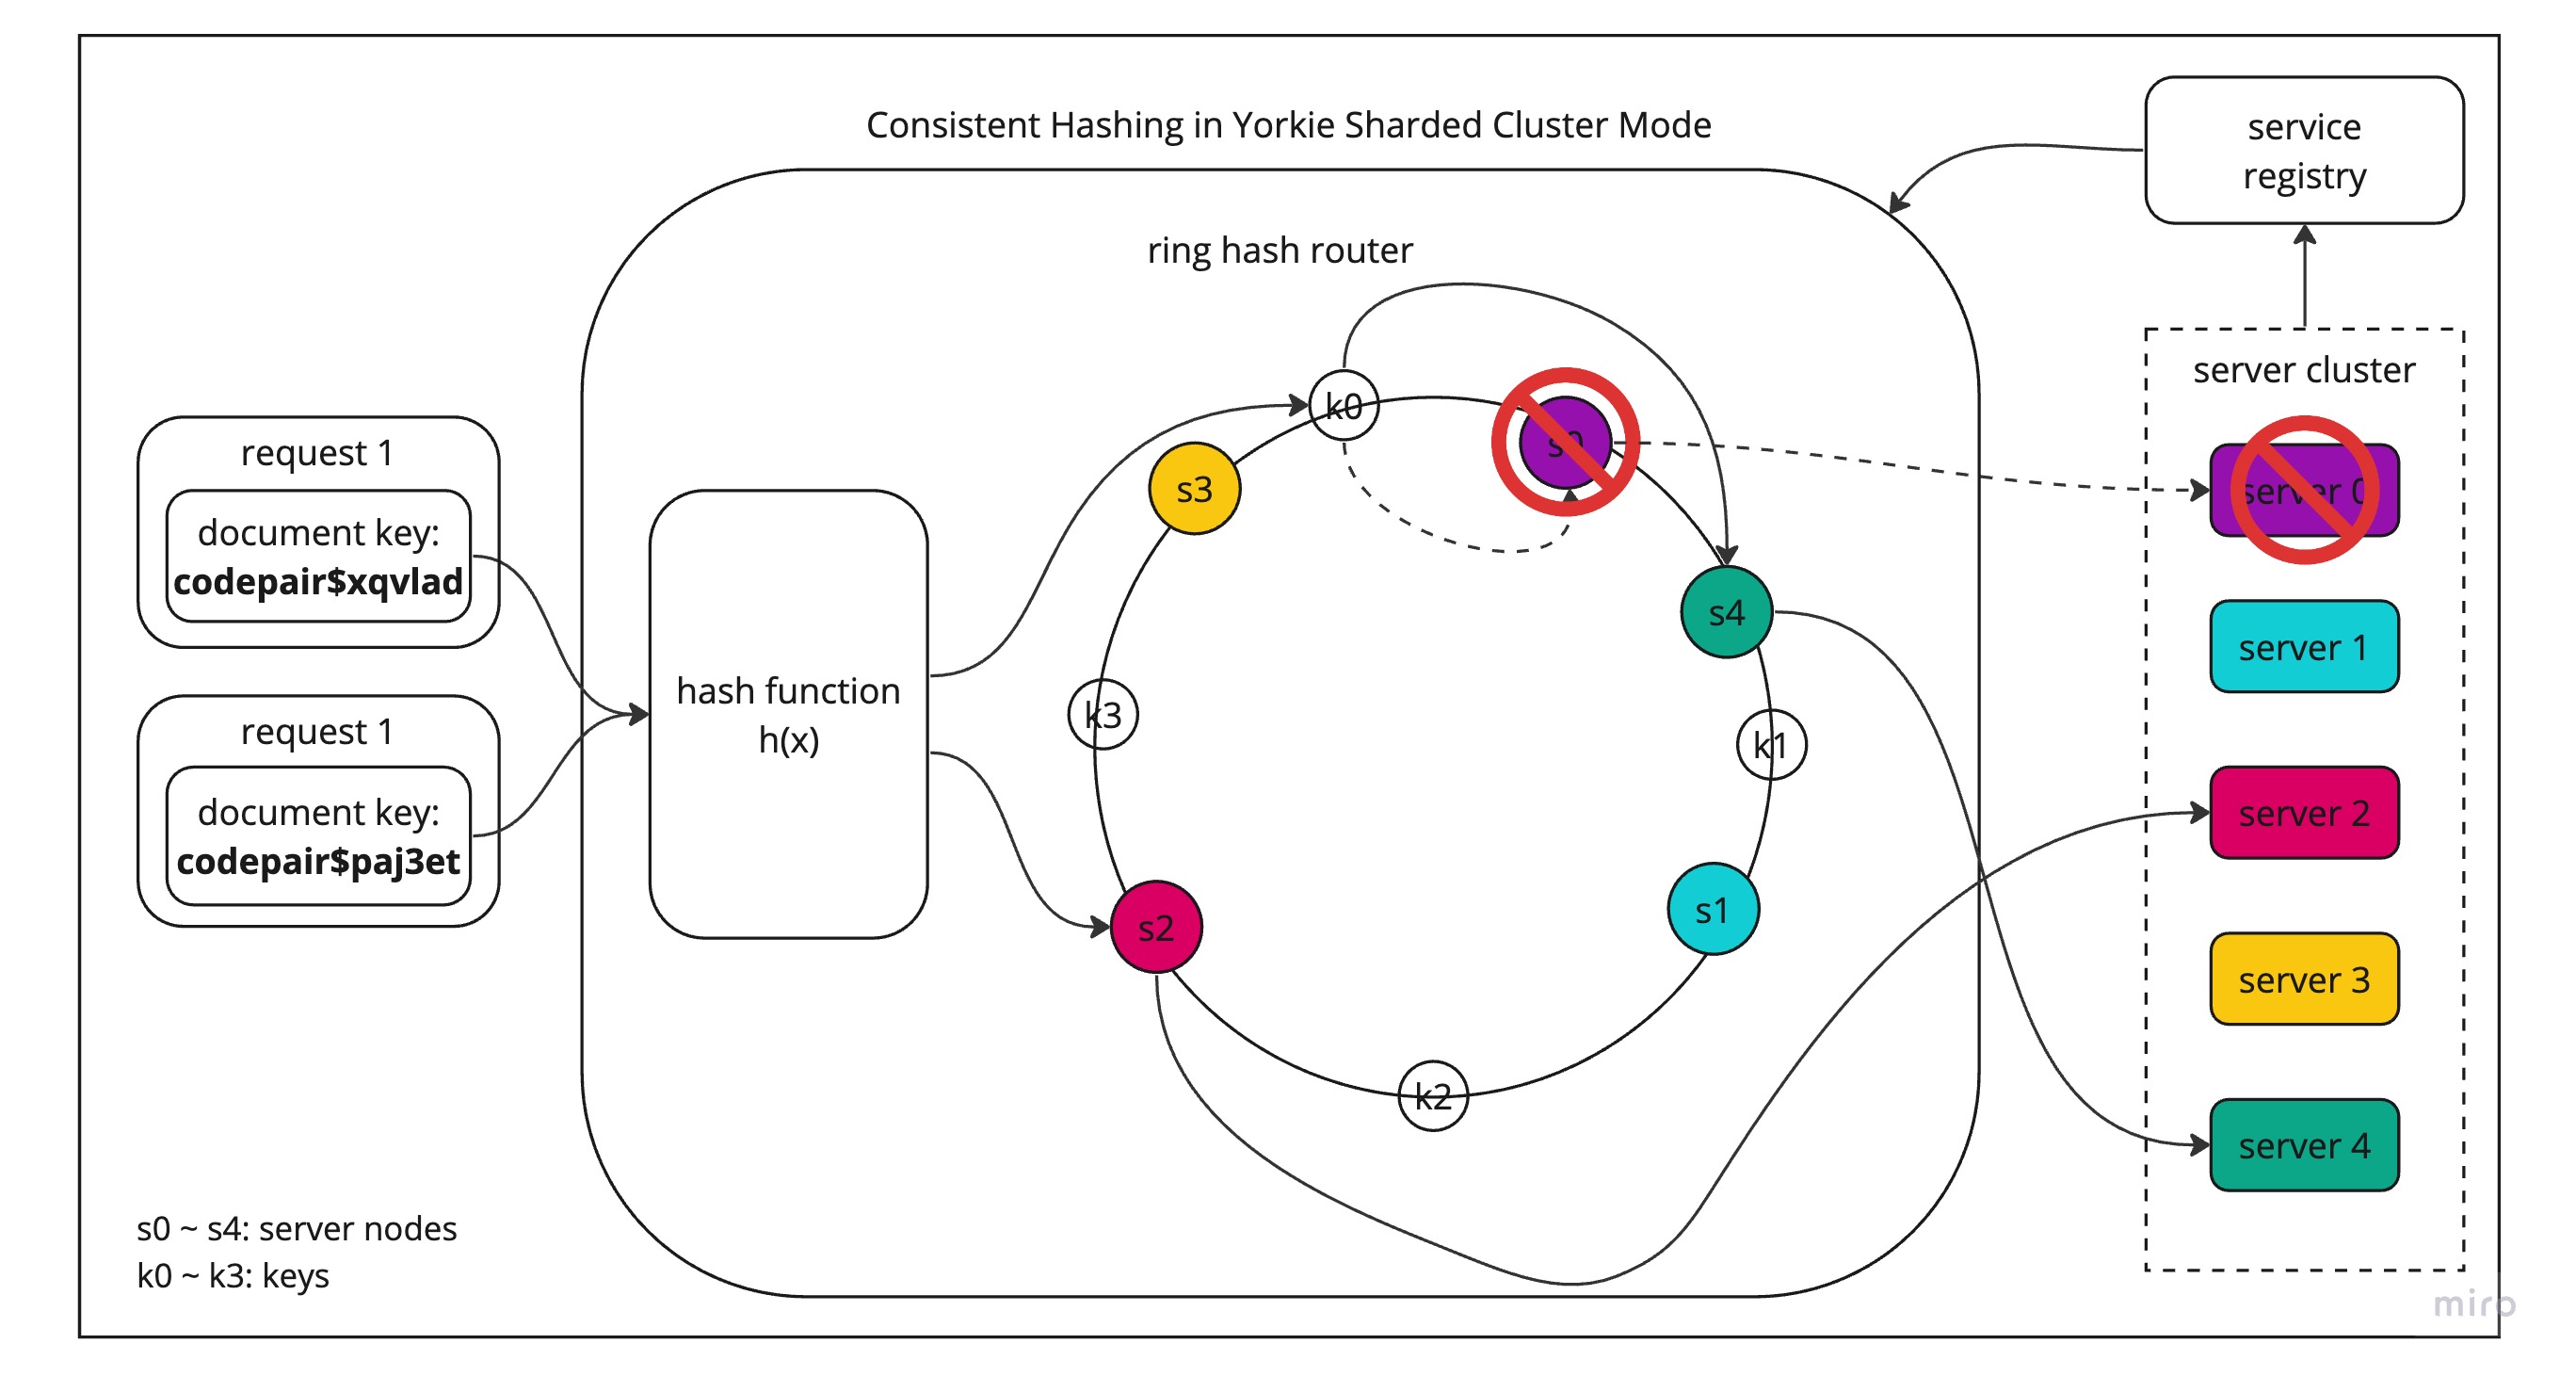 Consistent Hashing in Yorkie Sharded Cluster Mode
service
registry
ring hash router
server cluster
request 1
document key:
codepair$xqvlad
request 1
document key:
codepair$paj3et
hash function
h(x)
k0
s0
s3
s4
k3
k1
s2
s1
k2
server 0
server 1
server 2
server 3
server 4
s0 ~ s4: server nodes
k0 ~ k3: keys
miro